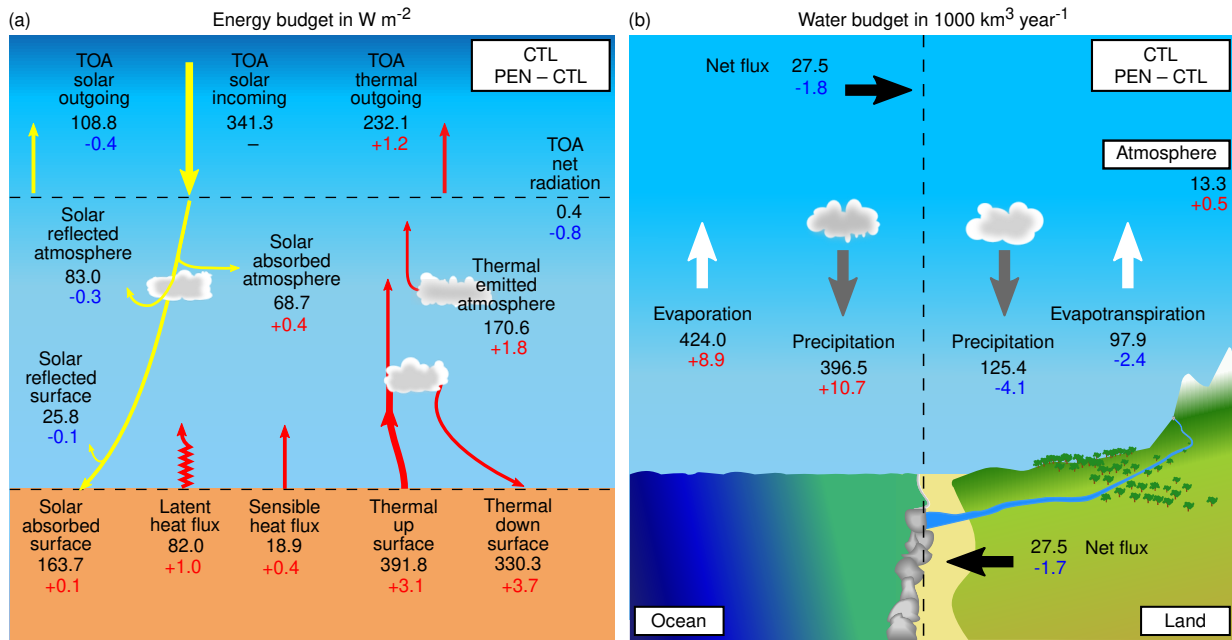 (a)
Energy budget in W m⁻²
CTL
PEN – CTL
TOA
solar
outgoing
108.8
-0.4
TOA
solar
incoming
341.3
–
TOA
thermal
outgoing
232.1
+1.2
TOA
net
radiation
0.4
-0.8
Solar
reflected
atmosphere
83.0
-0.3
Solar
absorbed
atmosphere
68.7
+0.4
Thermal
emitted
atmosphere
170.6
+1.8
Solar
reflected
surface
25.8
-0.1
Solar
absorbed
surface
163.7
+0.1
Latent
heat flux
82.0
+1.0
Sensible
heat flux
18.9
+0.4
Thermal
up
surface
391.8
+3.1
Thermal
down
surface
330.3
+3.7
(b)
Water budget in 1000 km³ year⁻¹
CTL
PEN – CTL
Net flux 27.5
-1.8
Atmosphere
13.3
+0.5
Evaporation
424.0
+8.9
Precipitation
396.5
+10.7
Precipitation
125.4
-4.1
Evapotranspiration
97.9
-2.4
27.5 Net flux
-1.7
Ocean
Land